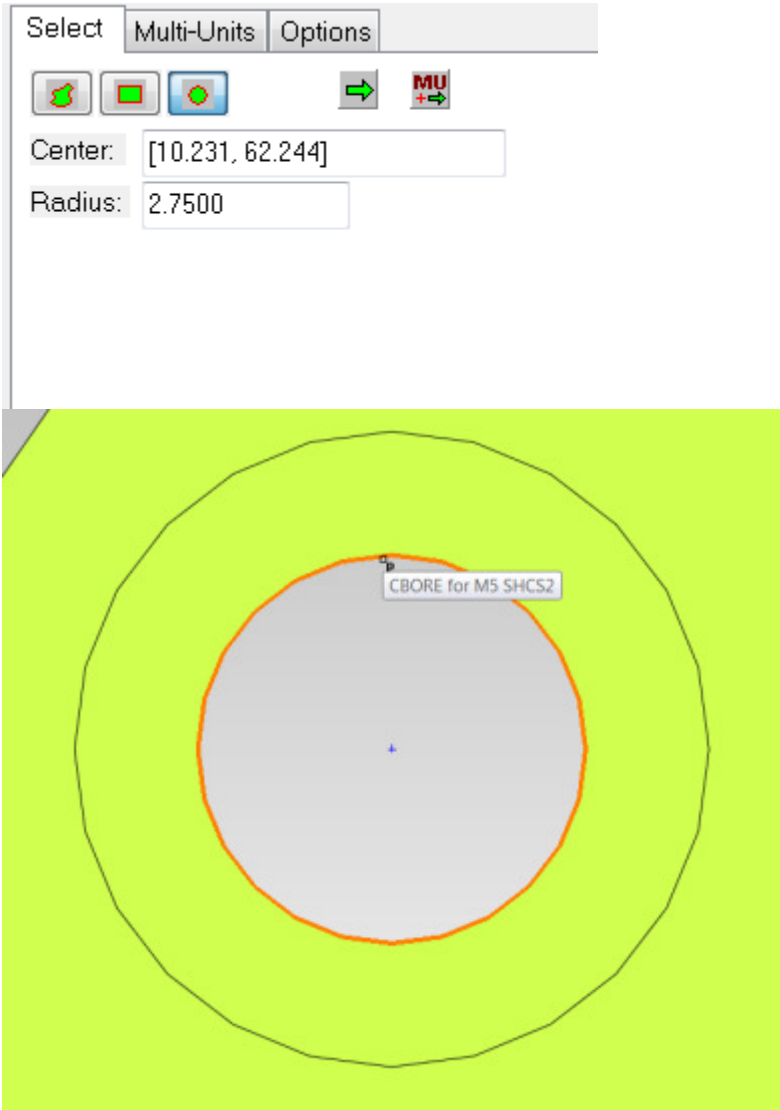 Select Multi-Units Options
MU
Center: [10.231, 62.244]
Radius: 2.7500
CBORE for M5 SHCS2